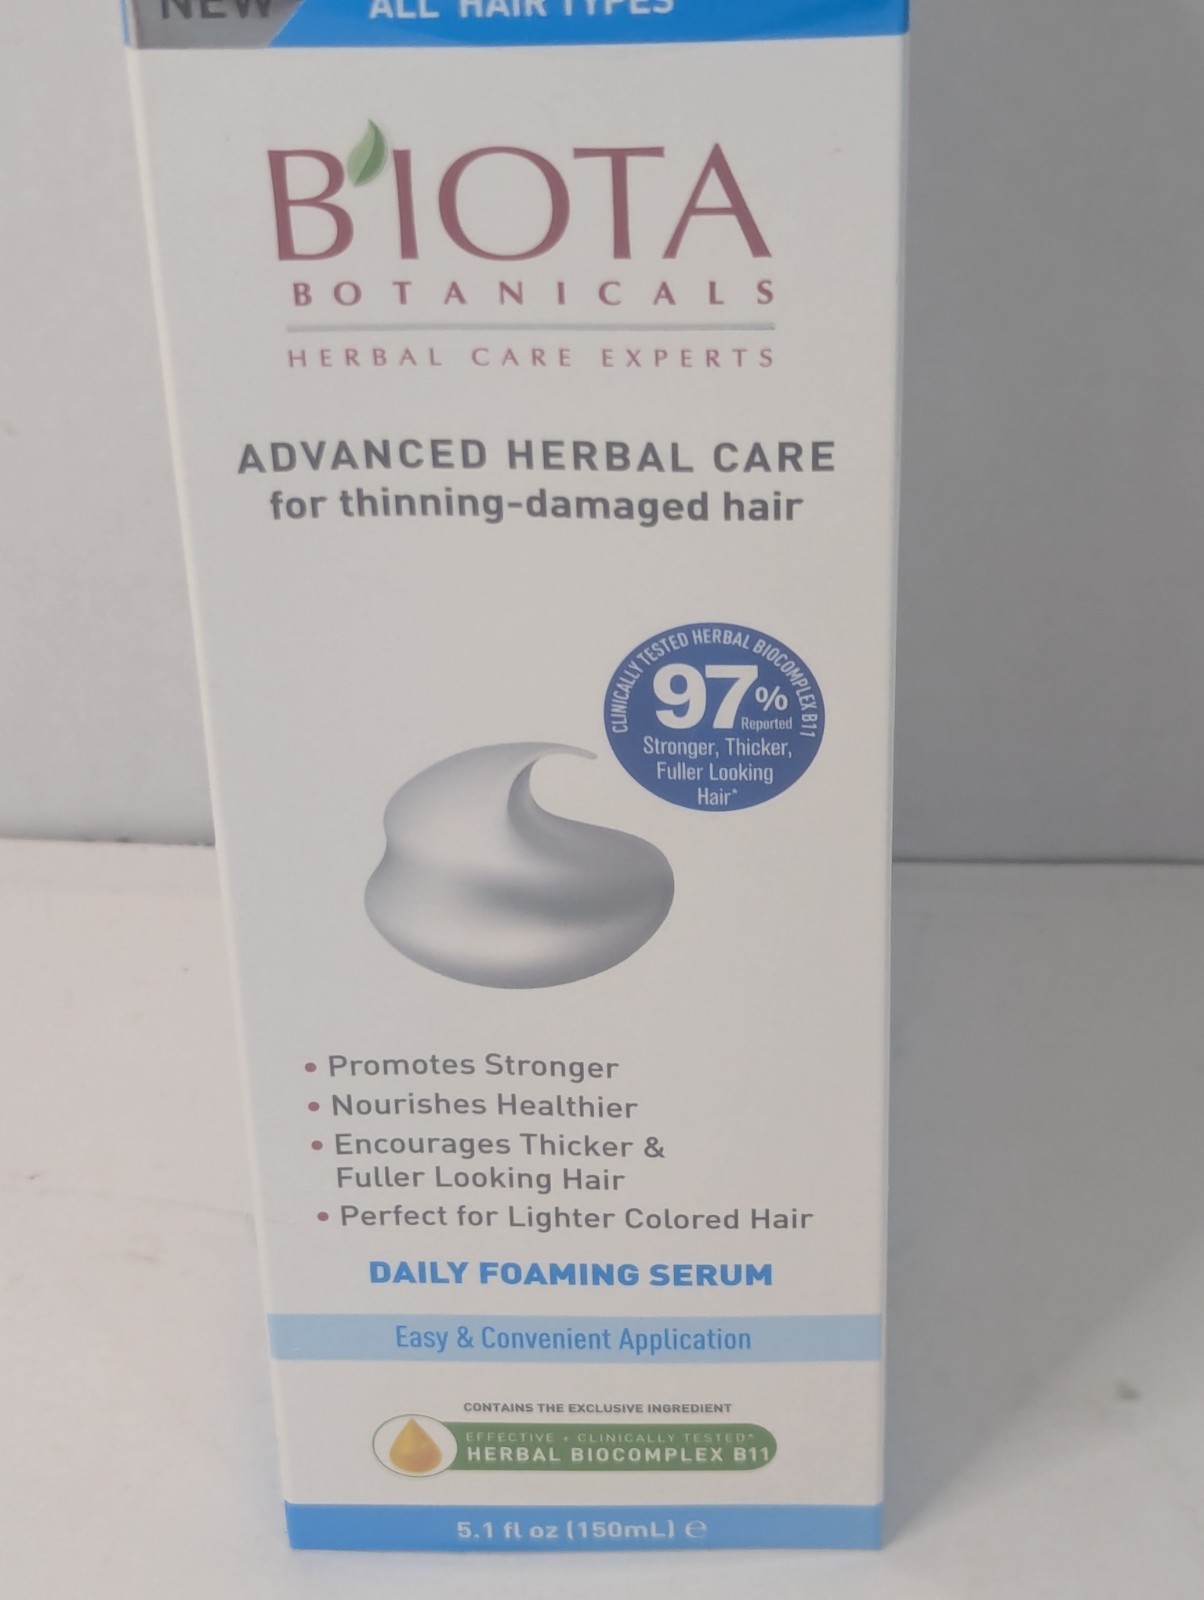 NEW
ALL HAIR TYPES
B'IOTA
BOTANICALS
HERBAL CARE EXPERTS
ADVANCED HERBAL CARE
for thinning-damaged hair
CLINICALLY TESTED HERBAL BIOCOMPLEX B11
97%
Reported
Stronger, Thicker,
Fuller Looking
Hair*
• Promotes Stronger
• Nourishes Healthier
• Encourages Thicker &
Fuller Looking Hair
• Perfect for Lighter Colored Hair
DAILY FOAMING SERUM
Easy & Convenient Application
CONTAINS THE EXCLUSIVE INGREDIENT
EFFECTIVE • CLINICALLY TESTED*
HERBAL BIOCOMPLEX B11
5.1 fl oz (150mL) ℮